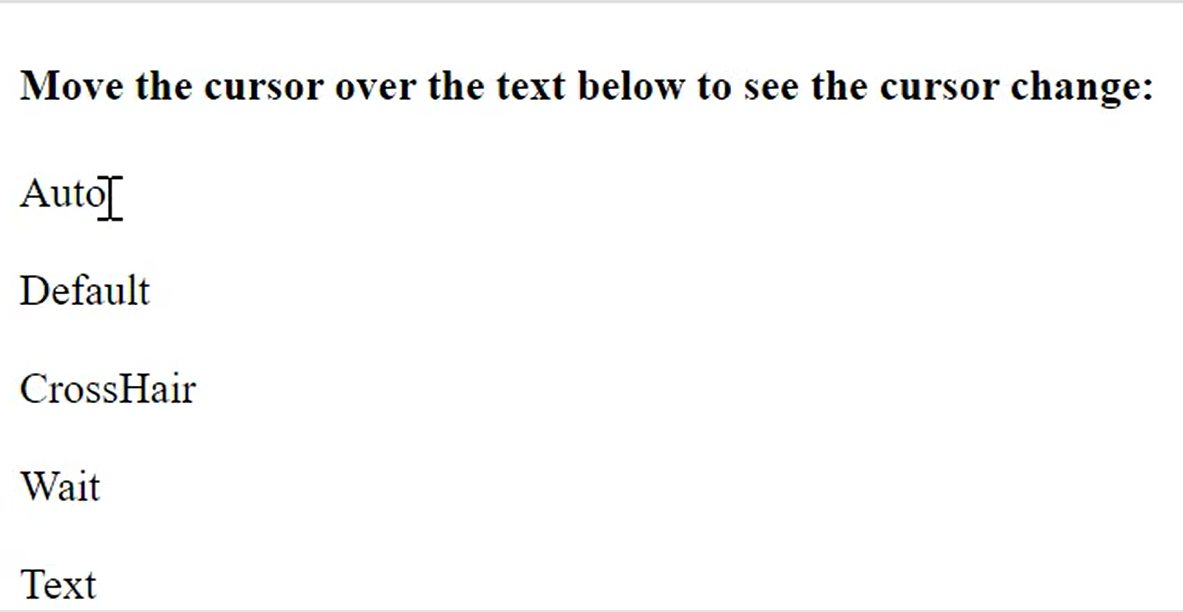 Move the cursor over the text below to see the cursor change:
Auto
Default
CrossHair
Wait
Text